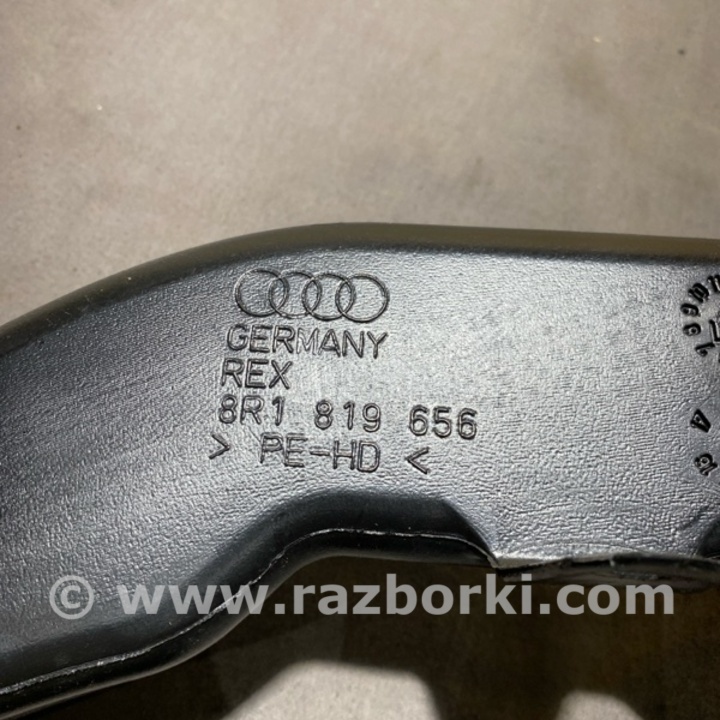 GERMANY
REX
8R1 819 656
> PE-HD <
© www.razborki.com